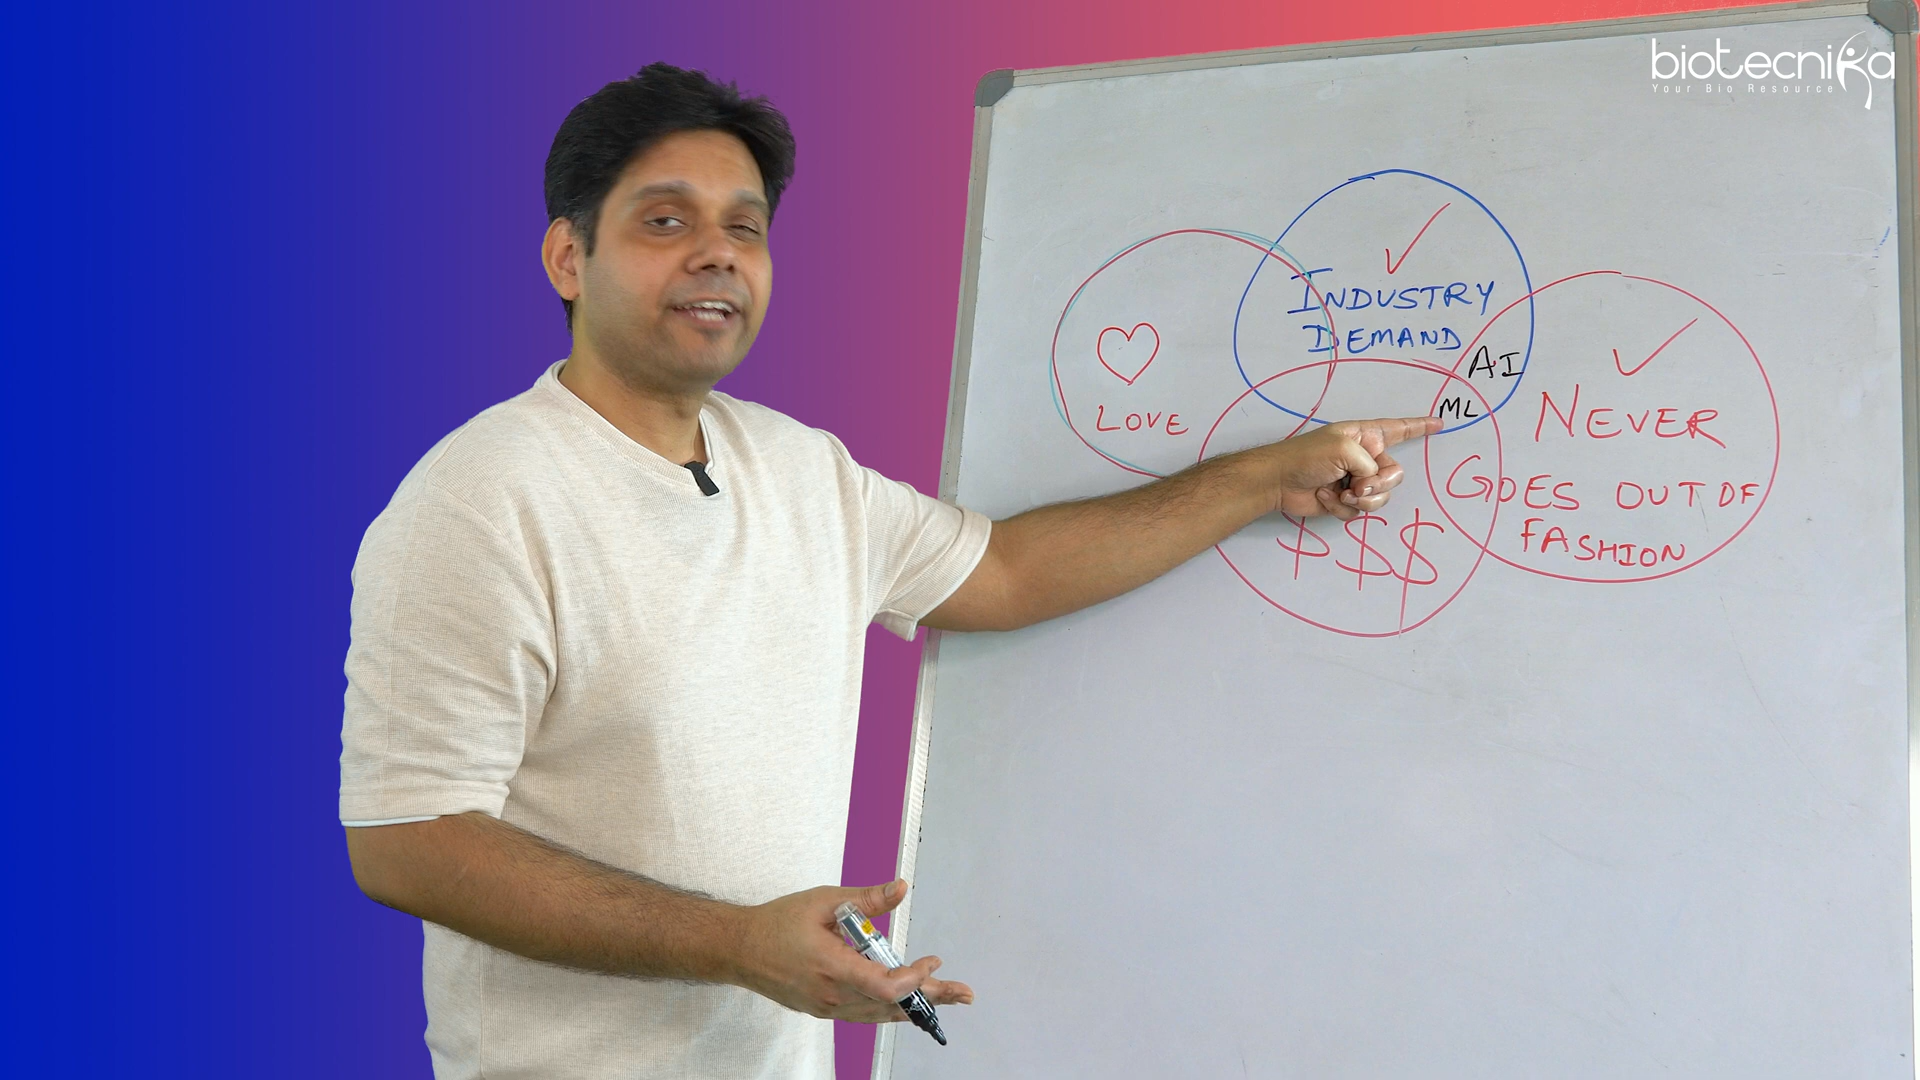 biotecnika
Your Bio Resource
INDUSTRY
DEMAND
LOVE
AI
ML
NEVER
GOES OUT OF
FASHION
$$$